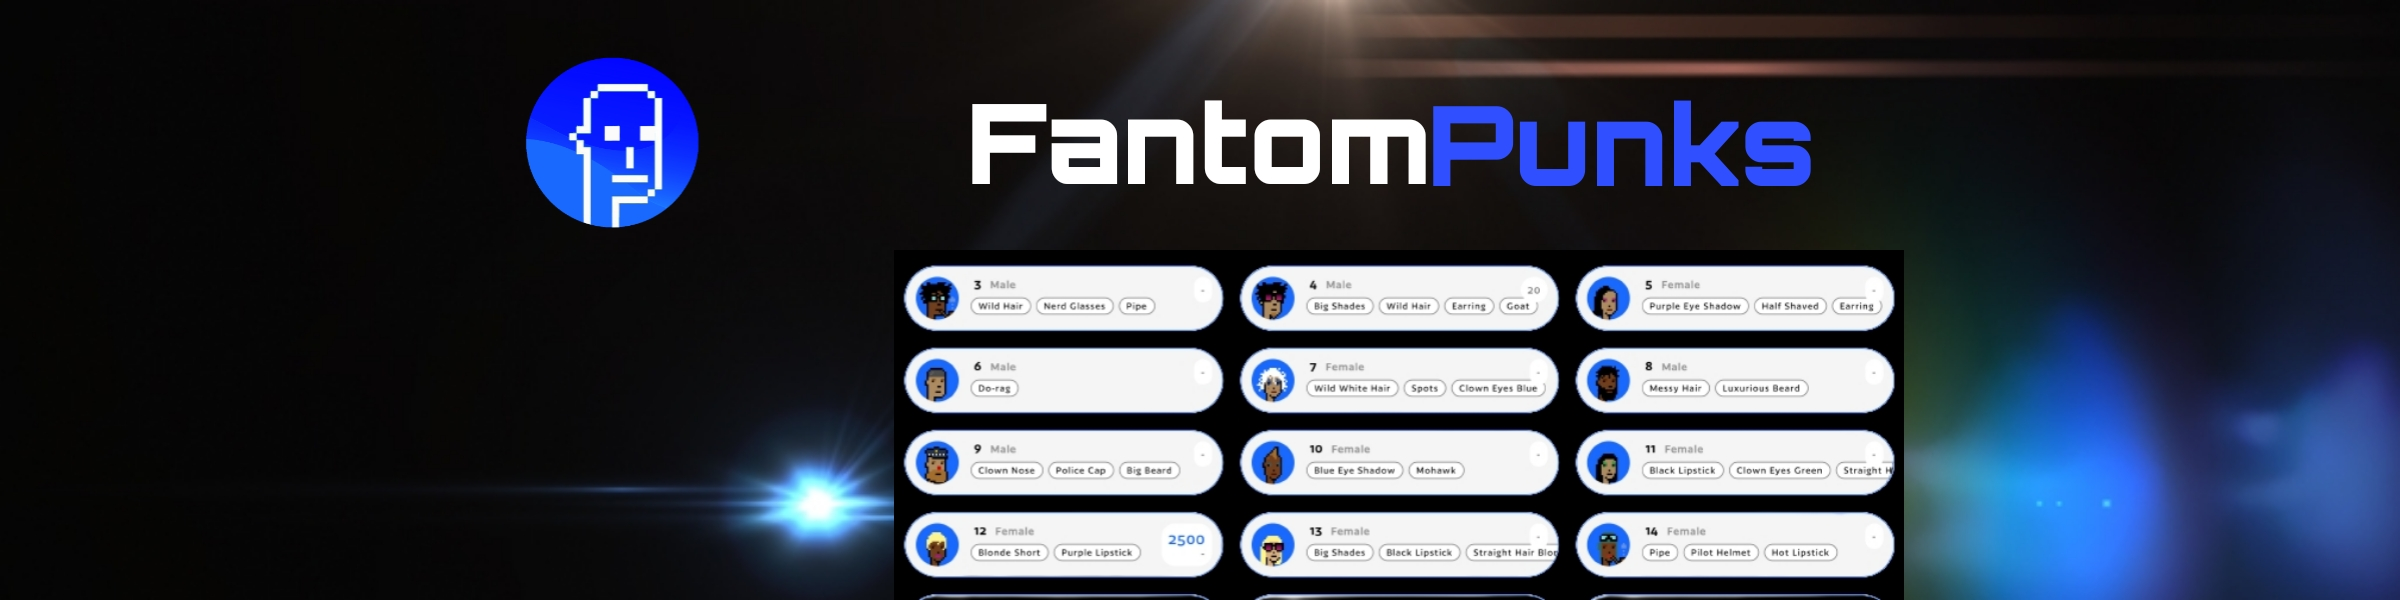 FantomPunks
3 Male -
Wild Hair Nerd Glasses Pipe
4 Male 20
Big Shades Wild Hair Earring Goat
5 Female -
Purple Eye Shadow Half Shaved Earring
6 Male -
Do-rag
7 Female -
Wild White Hair Spots Clown Eyes Blue
8 Male -
Messy Hair Luxurious Beard
9 Male -
Clown Nose Police Cap Big Beard
10 Female -
Blue Eye Shadow Mohawk
11 Female -
Black Lipstick Clown Eyes Green Straight H
12 Female 2500
Blonde Short Purple Lipstick -
13 Female -
Big Shades Black Lipstick Straight Hair Blon
14 Female -
Pipe Pilot Helmet Hot Lipstick